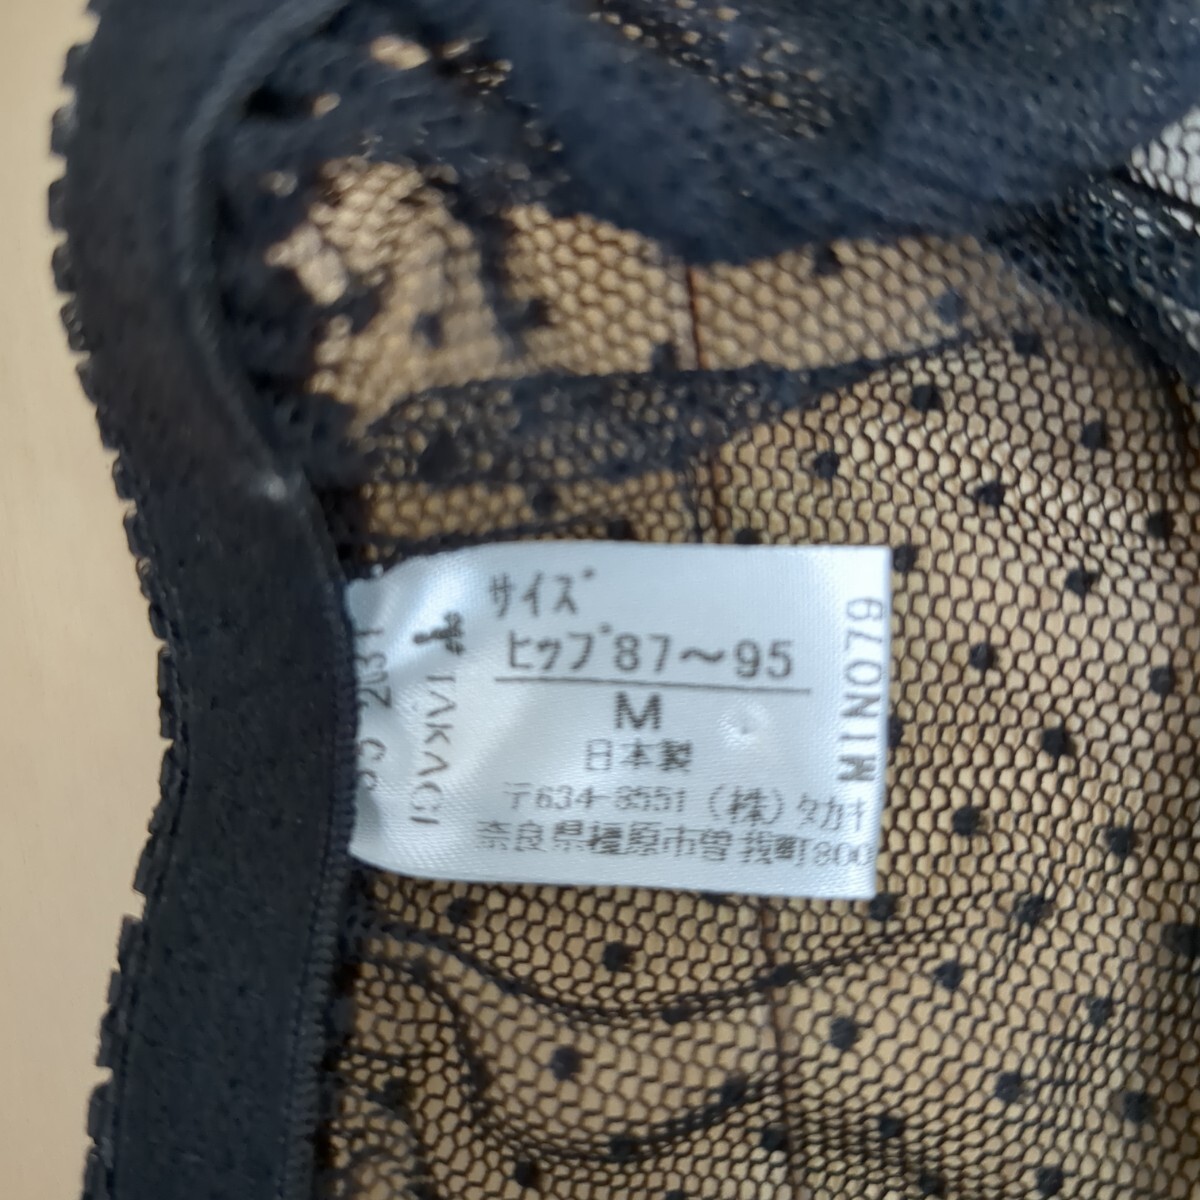 サイズ
ヒップ87～95
M
日本製
〒634-8551 (株)タカギ
奈良県橿原市曽我町800
TAKAGI
MINO79